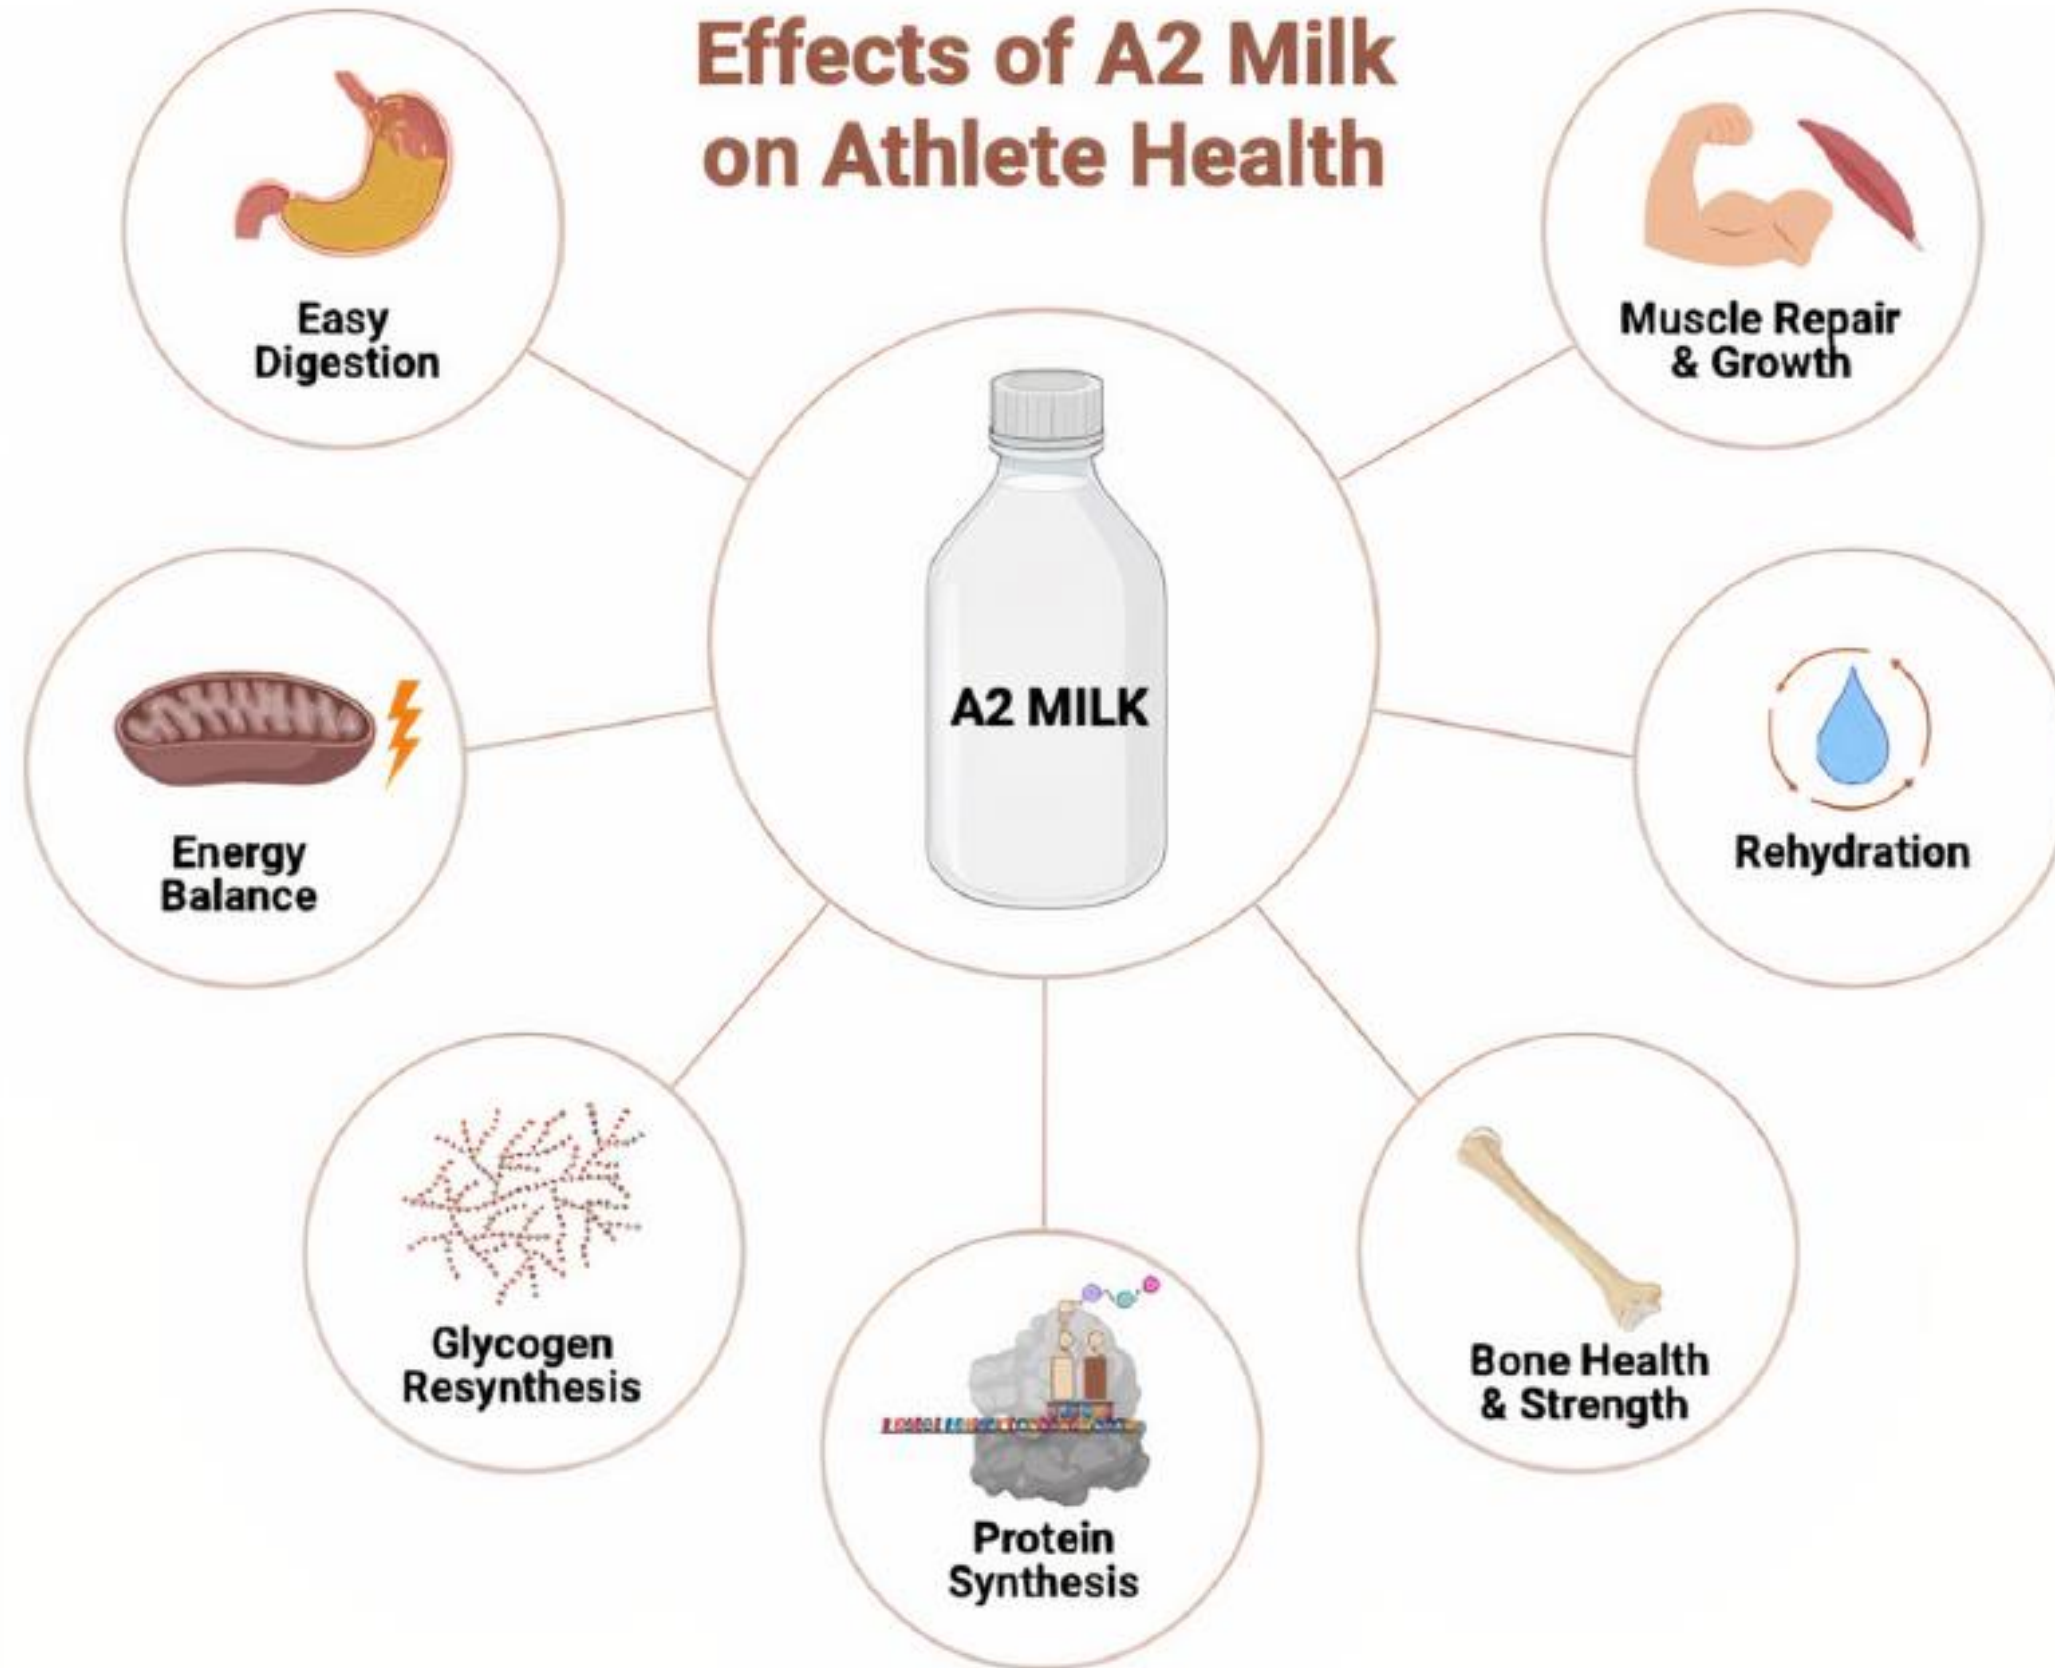 Effects of A2 Milk
on Athlete Health
Easy
Digestion
Muscle Repair
& Growth
A2 MILK
Energy
Balance
Rehydration
Glycogen
Resynthesis
Bone Health
& Strength
Protein
Synthesis